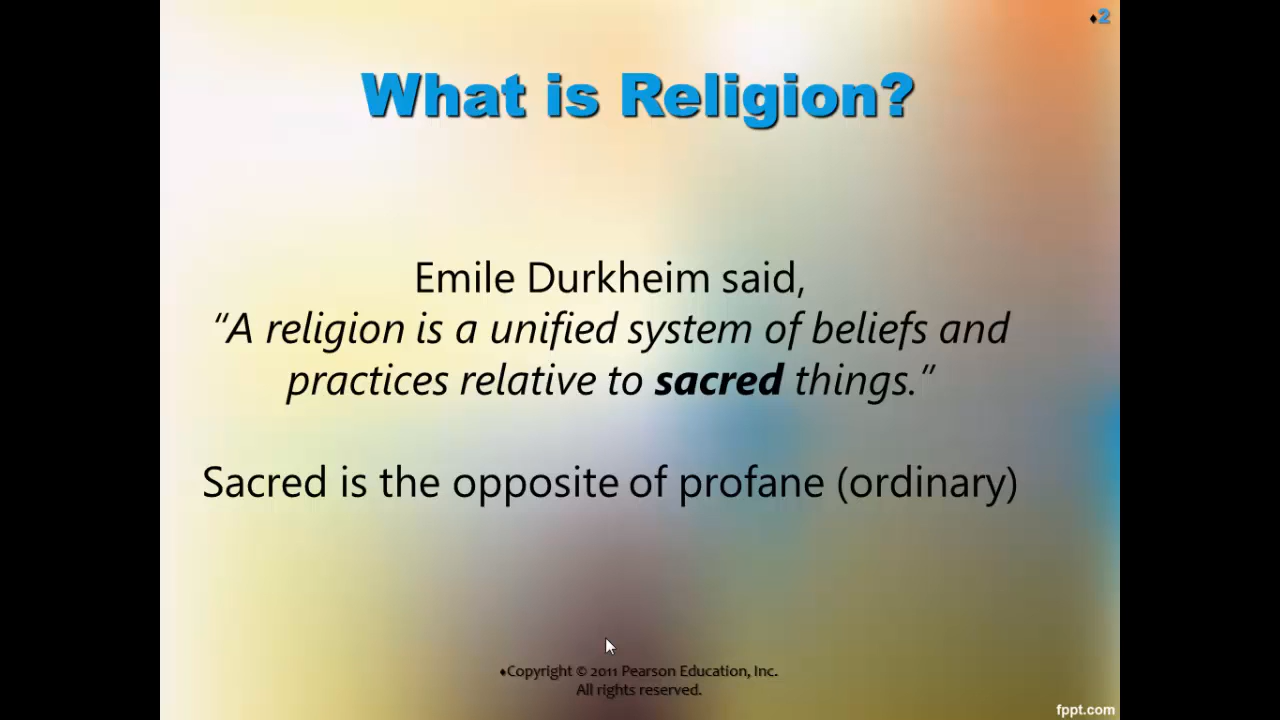 ♦2
What is Religion?
Emile Durkheim said,
“A religion is a unified system of beliefs and
practices relative to sacred things.”
Sacred is the opposite of profane (ordinary)
♦Copyright © 2011 Pearson Education, Inc.
All rights reserved.
fppt.com